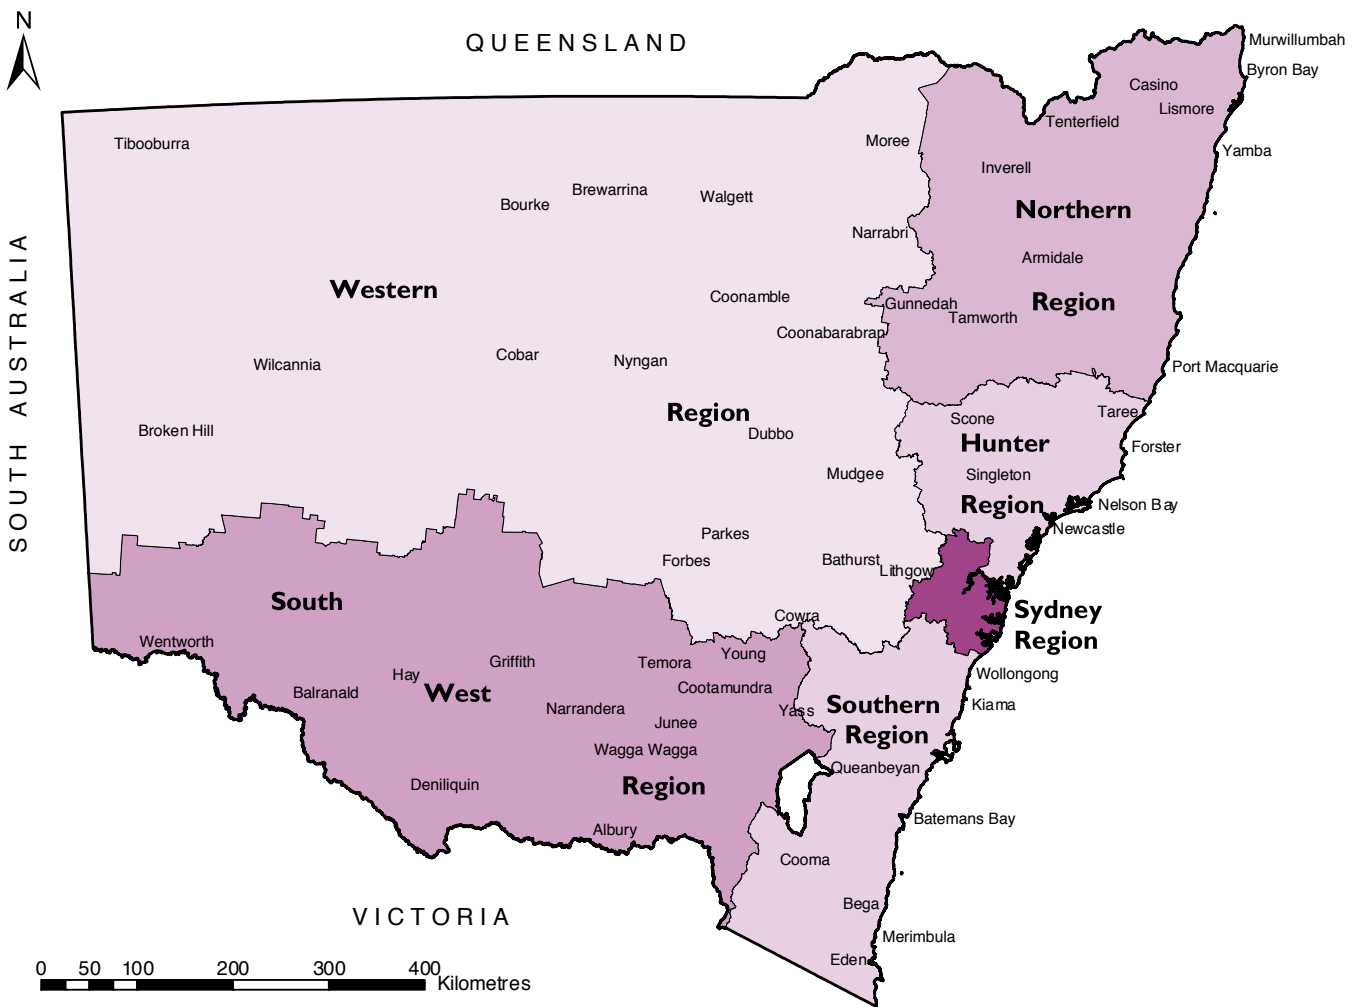 N
QUEENSLAND
Murwillumbah
Byron Bay
Casino
Lismore
Tenterfield
Tibooburra
Moree
Yamba
Inverell
Brewarrina
Walgett
Bourke
Northern
Narrabri
SOUTH AUSTRALIA
Armidale
Western
Coonamble
Gunnedah
Region
Tamworth
Coonabarabran
Cobar
Nyngan
Wilcannia
Port Macquarie
Region
Scone
Taree
Broken Hill
Dubbo
Hunter
Forster
Mudgee
Singleton
Region
Nelson Bay
Newcastle
Parkes
Forbes
Bathurst
Lithgow
South
Sydney
Region
Cowra
Wentworth
Young
Griffith
Temora
Hay
Wollongong
Balranald
West
Cootamundra
Narrandera
Yass
Southern
Region
Kiama
Junee
Wagga Wagga
Queanbeyan
Deniliquin
Region
Batemans Bay
Albury
Cooma
Bega
VICTORIA
Merimbula
Eden
0 50 100 200 300 400
Kilometres